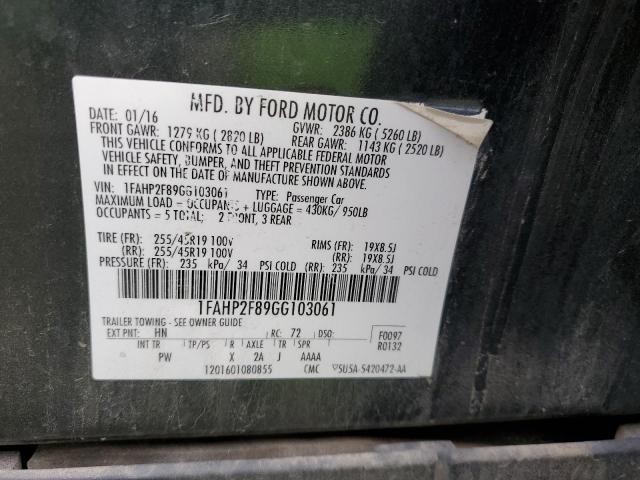 MFD. BY FORD MOTOR CO.
DATE: 01/16 GVWR: 2386 KG ( 5260 LB)
FRONT GAWR: 1279 KG ( 2820 LB) REAR GAWR: 1143 KG ( 2520 LB)
THIS VEHICLE CONFORMS TO ALL APPLICABLE FEDERAL MOTOR
VEHICLE SAFETY, BUMPER, AND THEFT PREVENTION STANDARDS
IN EFFECT ON THE DATE OF MANUFACTURE SHOWN ABOVE.
VIN: 1FAHP2F89GG103061 TYPE: Passenger Car
MAXIMUM LOAD = OCCUPANTS + LUGGAGE = 430KG/ 950LB
OCCUPANTS = 5 TOTAL; 2 FRONT, 3 REAR
TIRE (FR): 255/45R19 100V RIMS (FR): 19X8.5J
(RR): 255/45R19 100V (RR): 19X8.5J
PRESSURE (FR): 235 kPa/ 34 PSI COLD (RR): 235 kPa/ 34 PSI COLD
1FAHP2F89GG103061
TRAILER TOWING - SEE OWNER GUIDE
EXT PNT: HN RC: 72 DSO: F0097
INT TR TP/PS R AXLE TR SPR R0132
PW X 2A J AAAA
1201601080855 CMC 5U5A-5420472-AA